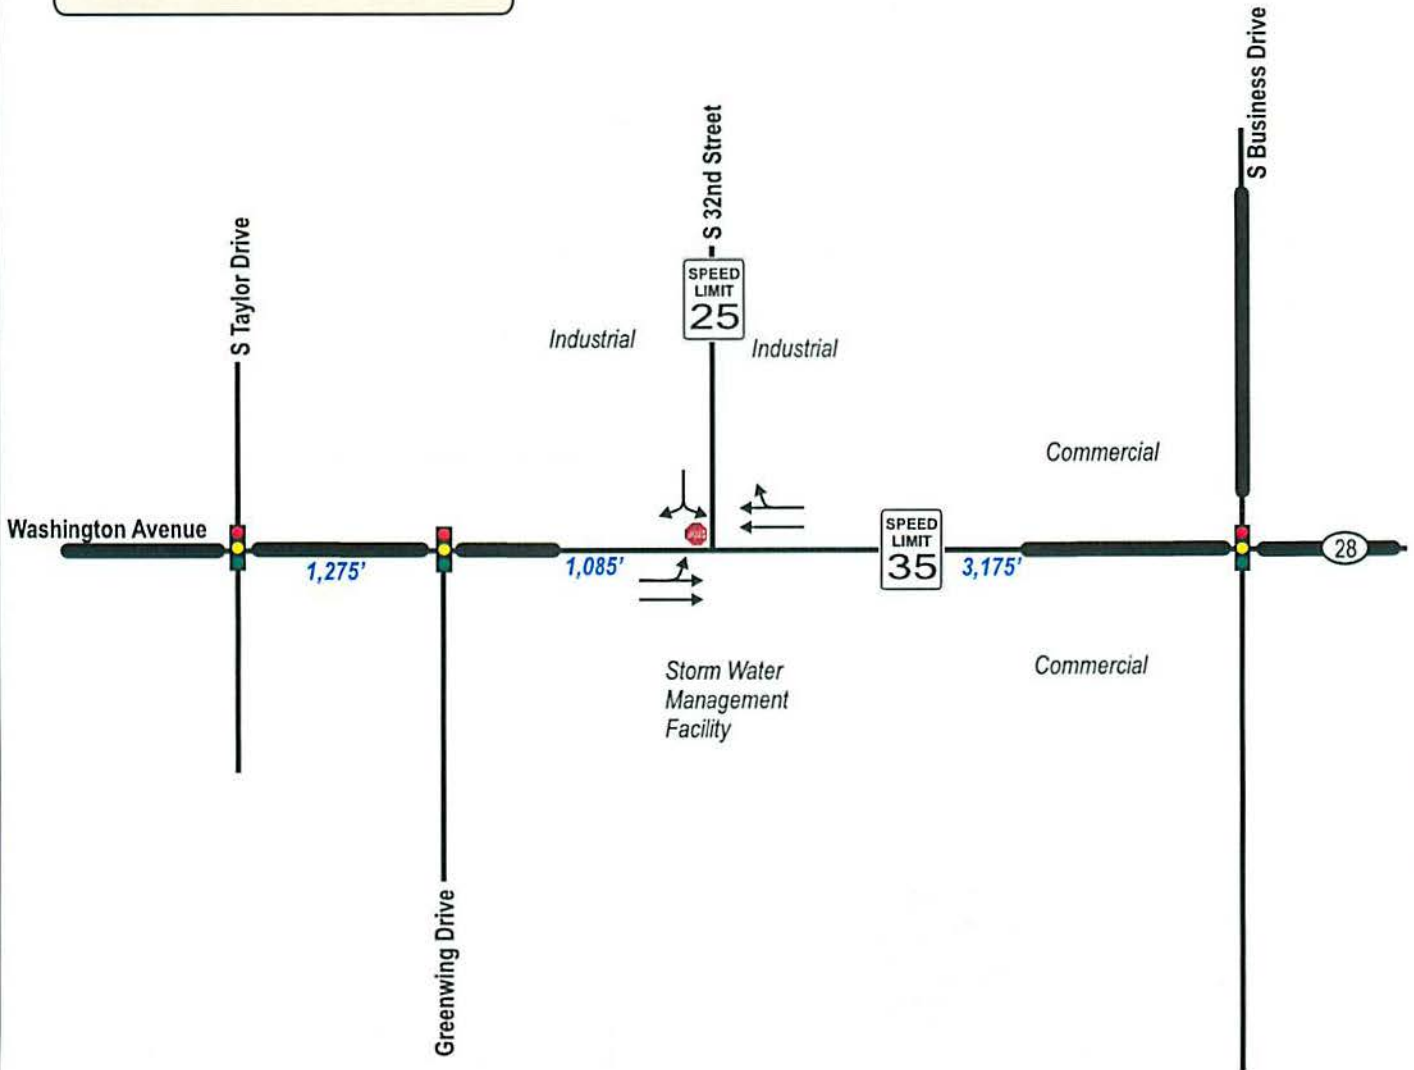 S Business Drive
S 32nd Street
S Taylor Drive
SPEED
LIMIT
25
Industrial
Industrial
Commercial
Washington Avenue
SPEED
LIMIT
35
28
1,275’
1,085’
3,175’
Storm Water
Management
Facility
Commercial
Greenwing Drive